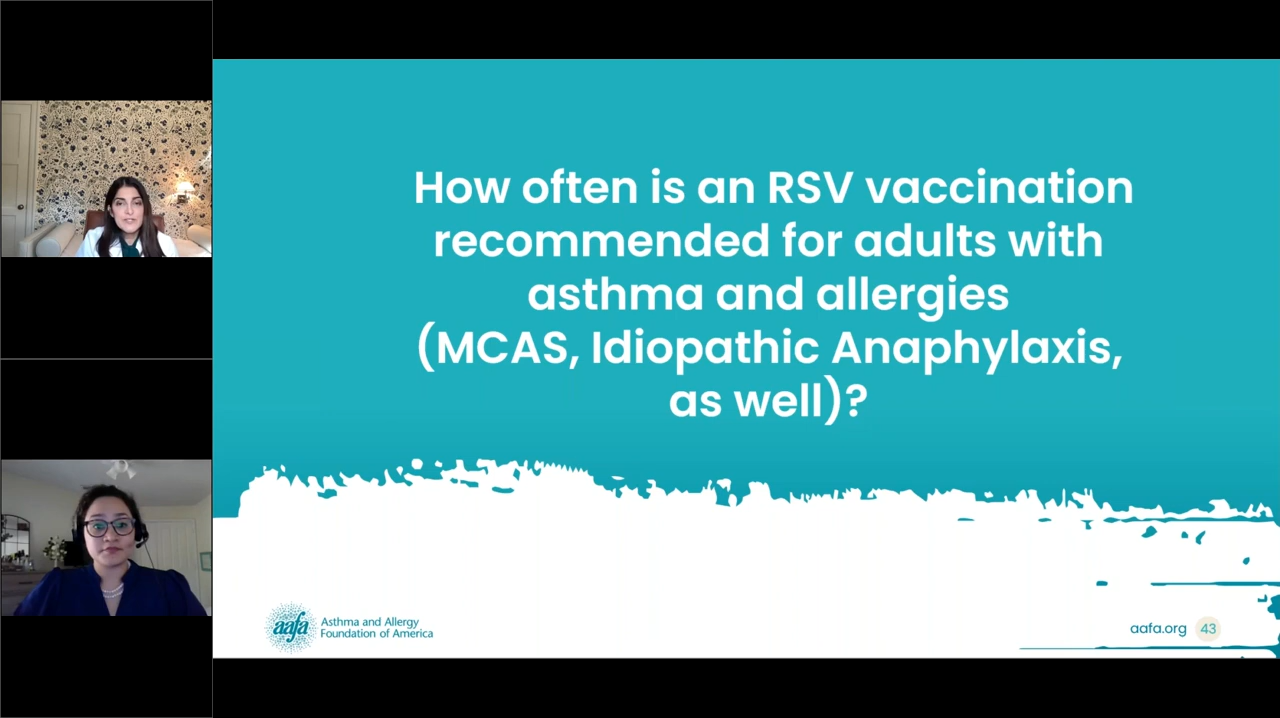 How often is an RSV vaccination
recommended for adults with
asthma and allergies
(MCAS, Idiopathic Anaphylaxis,
as well)?
aafa
Asthma and Allergy
Foundation of America
aafa.org 43